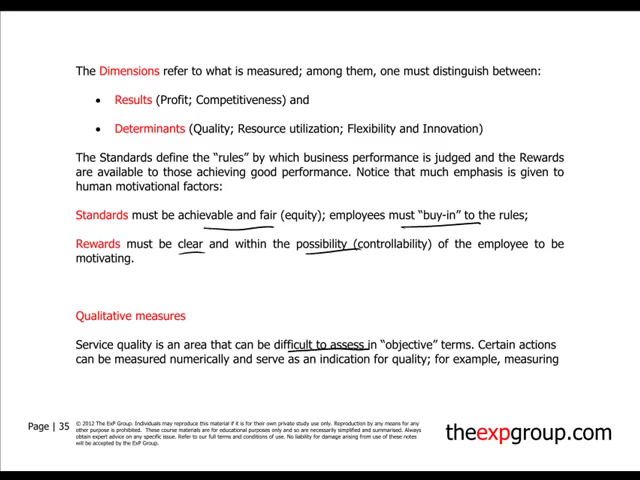 The Dimensions refer to what is measured; among them, one must distinguish between:
• Results (Profit; Competitiveness) and
• Determinants (Quality; Resource utilization; Flexibility and Innovation)
The Standards define the “rules” by which business performance is judged and the Rewards
are available to those achieving good performance. Notice that much emphasis is given to
human motivational factors:
Standards must be achievable and fair (equity); employees must “buy-in” to the rules;
Rewards must be clear and within the possibility (controllability) of the employee to be
motivating.
Qualitative measures
Service quality is an area that can be difficult to assess in “objective” terms. Certain actions
can be measured numerically and serve as an indication for quality; for example, measuring
Page | 35
© 2012 The ExP Group. Individuals may reproduce this material if it is for their own private study use only. Reproduction by any means for any
other purpose is prohibited. These course materials are for educational purposes only and so are necessarily simplified and summarised. Always
obtain expert advice on any specific issue. Refer to our full terms and conditions of use. No liability for damage arising from use of these notes
will be accepted by the ExP Group.
theexpgroup.com